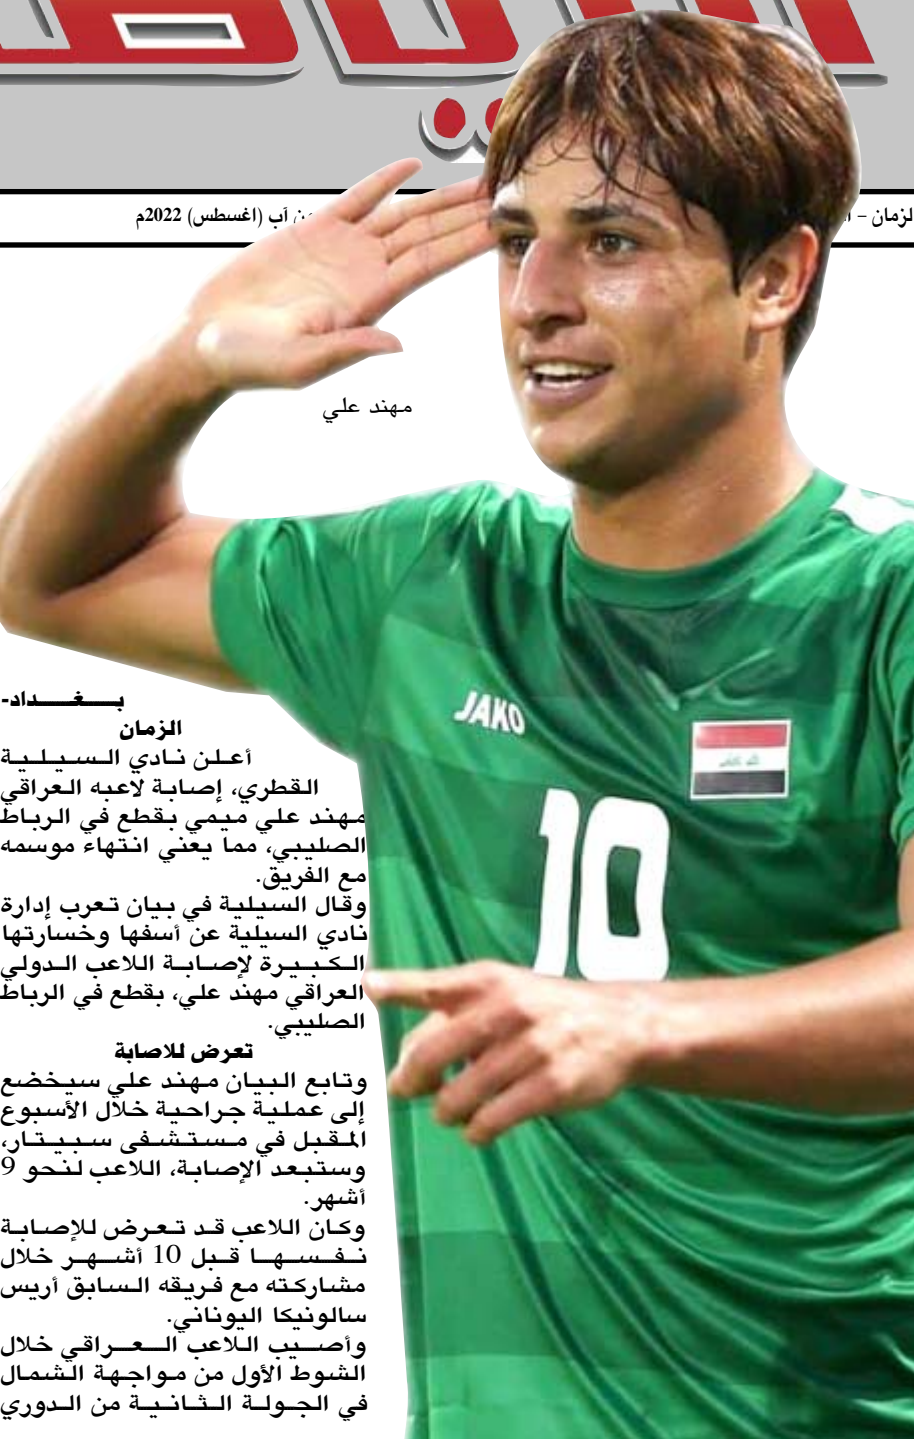 الزمان -
آب (اغسطس) 2022م
مهند علي
JAKO
10
بـــغـــداد-
الزمان
أعلن نادي السيلية
القطري، إصابة لاعبه العراقي
مهند علي ميمي بقطع في الرباط
الصليبي، مما يعني انتهاء موسمه
مع الفريق.
وقال السيلية في بيان تعرب إدارة
نادي السيلية عن أسفها وخسارتها
الكبيرة لإصابة اللاعب الدولي
العراقي مهند علي، بقطع في الرباط
الصليبي.
تعرض للاصابة
وتابع البيان مهند علي سيخضع
إلى عملية جراحية خلال الأسبوع
المقبل في مستشفى سبيتار،
وستبعد الإصابة، اللاعب لنحو 9
أشهر.
وكان اللاعب قد تعرض للإصابة
نفسها قبل 10 أشهر خلال
مشاركته مع فريقه السابق أريس
سالونيكا اليوناني.
وأصيب اللاعب العراقي خلال
الشوط الأول من مواجهة الشمال
في الجولة الثانية من الدوري